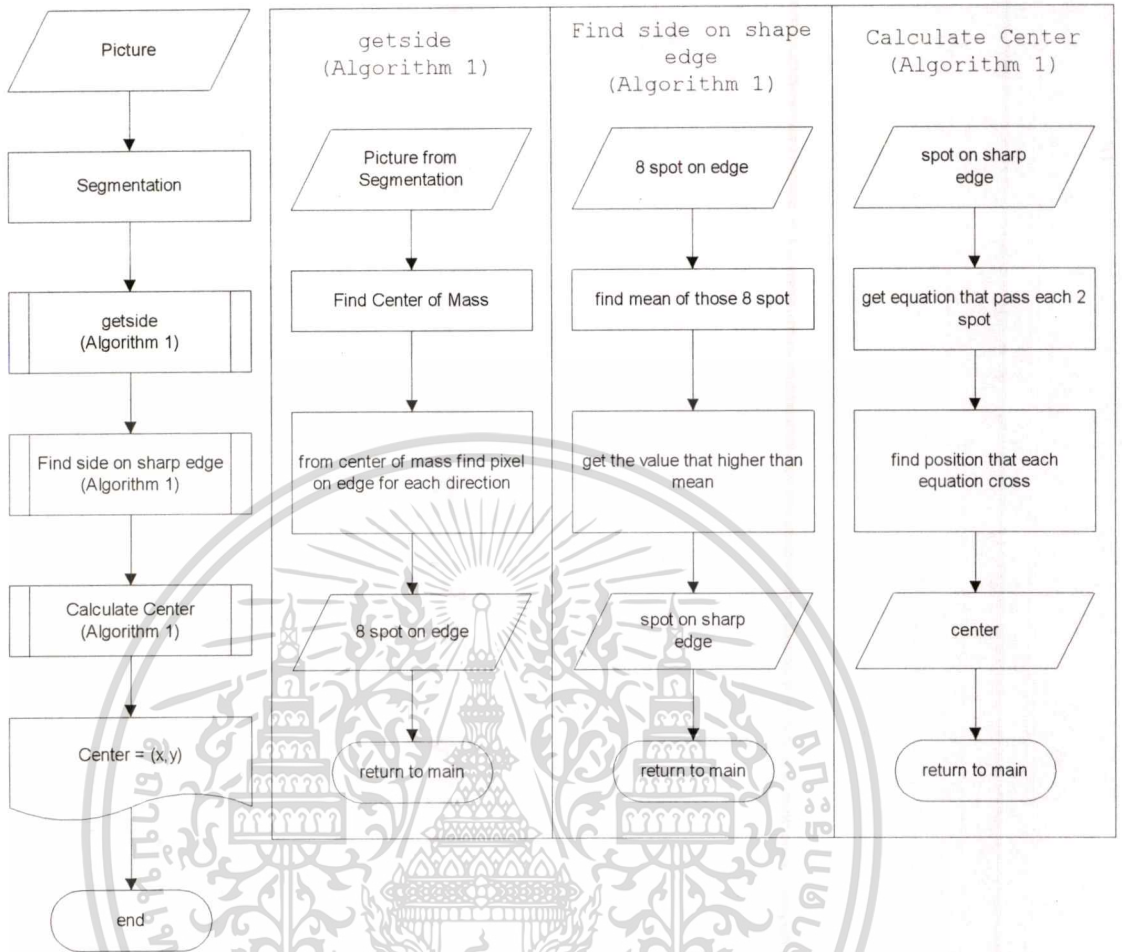 Picture
Segmentation
getside
(Algorithm 1)
Find side on sharp edge
(Algorithm 1)
Calculate Center
(Algorithm 1)
Center = (x,y)
end
getside
(Algorithm 1)
Picture from
Segmentation
Find Center of Mass
from center of mass find pixel
on edge for each direction
8 spot on edge
return to main
Find side on shape
edge
(Algorithm 1)
8 spot on edge
find mean of those 8 spot
get the value that higher than
mean
spot on sharp
edge
return to main
Calculate Center
(Algorithm 1)
spot on sharp
edge
get equation that pass each 2
spot
find position that each
equation cross
center
return to main